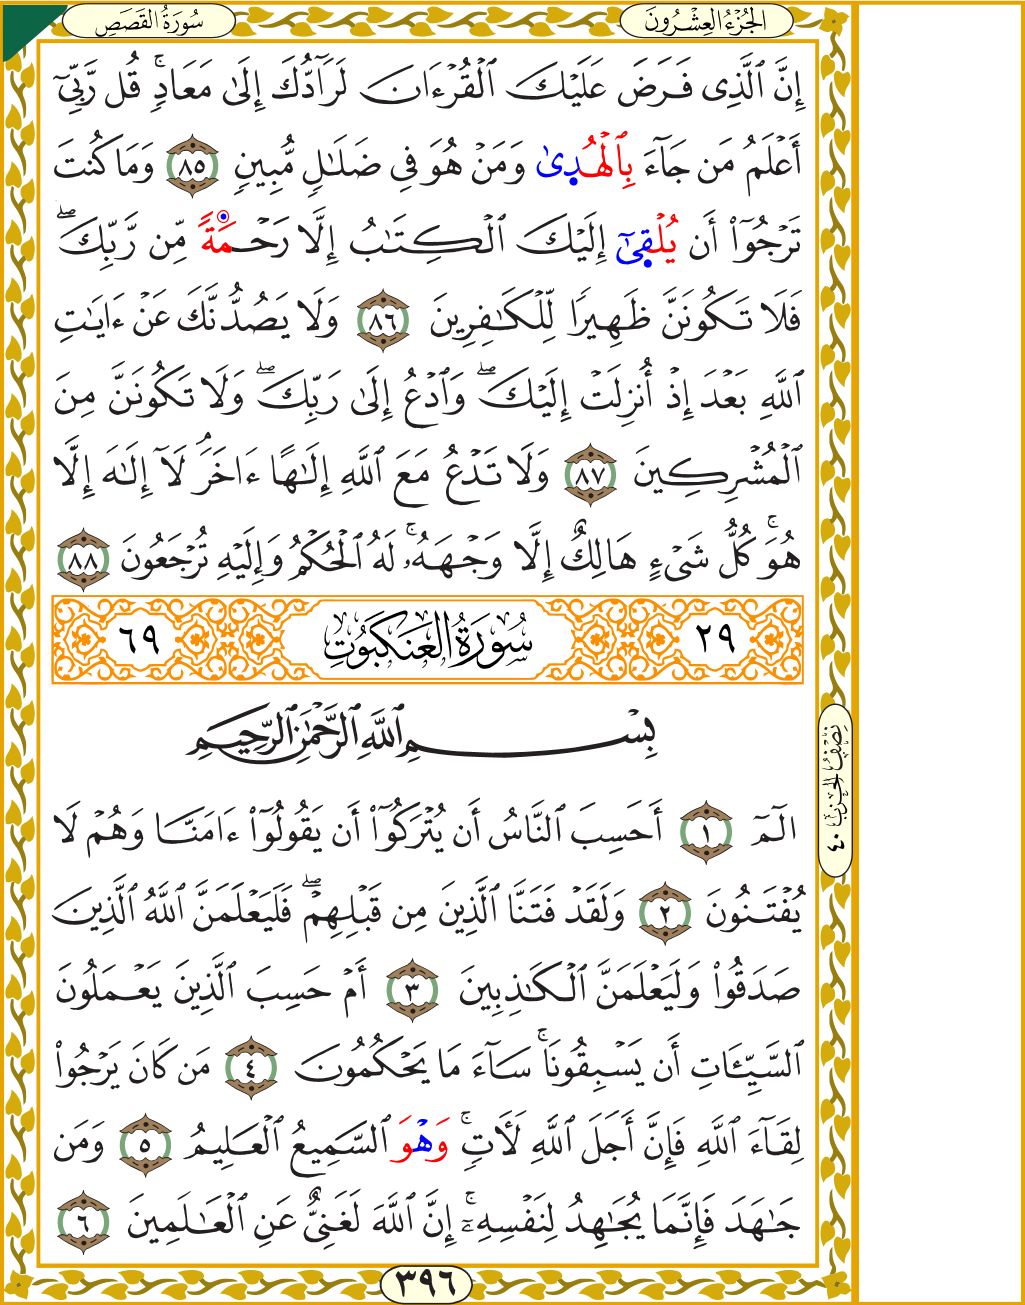 سُورَةُ القَصَصِ
الجُزْءُ العِشْرُونَ
إِنَّ ٱلَّذِى فَرَضَ عَلَيْكَ ٱلْقُرْءَانَ لَرَآدُّكَ إِلَىٰ مَعَادٍۚ قُل رَّبِّىٓ
أَعْلَمُ مَن جَآءَ بِٱلْهُدِىٰ وَمَنْ هُوَ فِى ضَلَٰلٍ مُّبِينٍ ٨٥ وَمَا كُنتَ
تَرْجُوٓا۟ أَن يُلْقِىٰٓ إِلَيْكَ ٱلْكِتَٰبُ إِلَّا رَحْمَةً مِّن رَّبِّكَۖ
فَلَا تَكُونَنَّ ظَهِيرًا لِّلْكَٰفِرِينَ ٨٦ وَلَا يَصُدُّنَّكَ عَنْ ءَايَٰتِ
ٱللَّهِ بَعْدَ إِذْ أُنزِلَتْ إِلَيْكَۖ وَٱدْعُ إِلَىٰ رَبِّكَۖ وَلَا تَكُونَنَّ مِنَ
ٱلْمُشْرِكِينَ ٨٧ وَلَا تَدْعُ مَعَ ٱللَّهِ إِلَٰهًا ءَاخَرَۘ لَآ إِلَٰهَ إِلَّا
هُوَۚ كُلُّ شَىْءٍ هَالِكٌ إِلَّا وَجْهَهُۥۚ لَهُ ٱلْحُكْمُ وَإِلَيْهِ تُرْجَعُونَ ٨٨
٢٩ سُورَةُ العَنكَبُوتِ ٦٩
بِسْمِ ٱللَّهِ ٱلرَّحْمَٰنِ ٱلرَّحِيمِ
الٓمٓ ١ أَحَسِبَ ٱلنَّاسُ أَن يُتْرَكُوٓا۟ أَن يَقُولُوٓا۟ ءَامَنَّا وَهُمْ لَا
يُفْتَنُونَ ٢ وَلَقَدْ فَتَنَّا ٱلَّذِينَ مِن قَبْلِهِمْۖ فَلَيَعْلَمَنَّ ٱللَّهُ ٱلَّذِينَ
صَدَقُوا۟ وَلَيَعْلَمَنَّ ٱلْكَٰذِبِينَ ٣ أَمْ حَسِبَ ٱلَّذِينَ يَعْمَلُونَ
ٱلسَّيِّـَٔاتِ أَن يَسْبِقُونَاۚ سَآءَ مَا يَحْكُمُونَ ٤ مَن كَانَ يَرْجُوا۟
لِقَآءَ ٱللَّهِ فَإِنَّ أَجَلَ ٱللَّهِ لَـَٔاتٍۚ وَهْوَ ٱلسَّمِيعُ ٱلْعَلِيمُ ٥ وَمَن
جَٰهَدَ فَإِنَّمَا يُجَٰهِدُ لِنَفْسِهِۦٓۚ إِنَّ ٱللَّهَ لَغَنِىٌّ عَنِ ٱلْعَٰلَمِينَ ٦
نِصْفُ الحِزْبِ ٤٠
٣٩٦